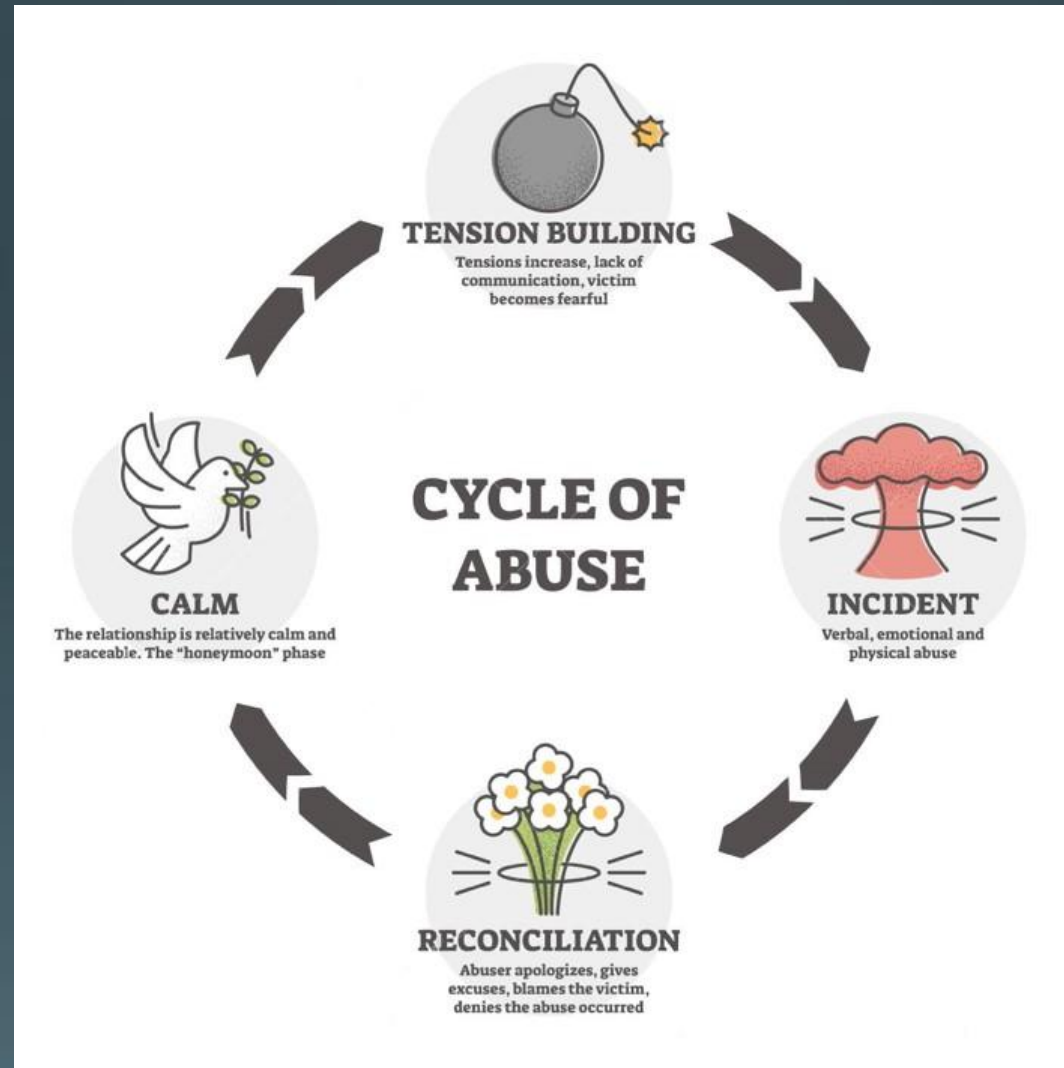 TENSION BUILDING
Tensions increase, lack of
communication, victim
becomes fearful
CYCLE OF
ABUSE
CALM
The relationship is relatively calm and
peaceable. The "honeymoon" phase
INCIDENT
Verbal, emotional and
physical abuse
RECONCILIATION
Abuser apologizes, gives
excuses, blames the victim,
denies the abuse occurred